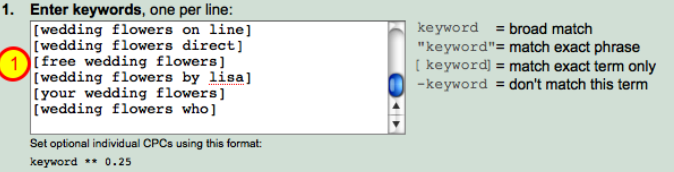 1. Enter keywords, one per line:
[wedding flowers on line]
[wedding flowers direct]
[free wedding flowers]
[wedding flowers by lisa]
[your wedding flowers]
[wedding flowers who]
1
keyword = broad match
"keyword"= match exact phrase
[ keyword] = match exact term only
-keyword = don't match this term
Set optional individual CPCs using this format:
keyword ** 0.25